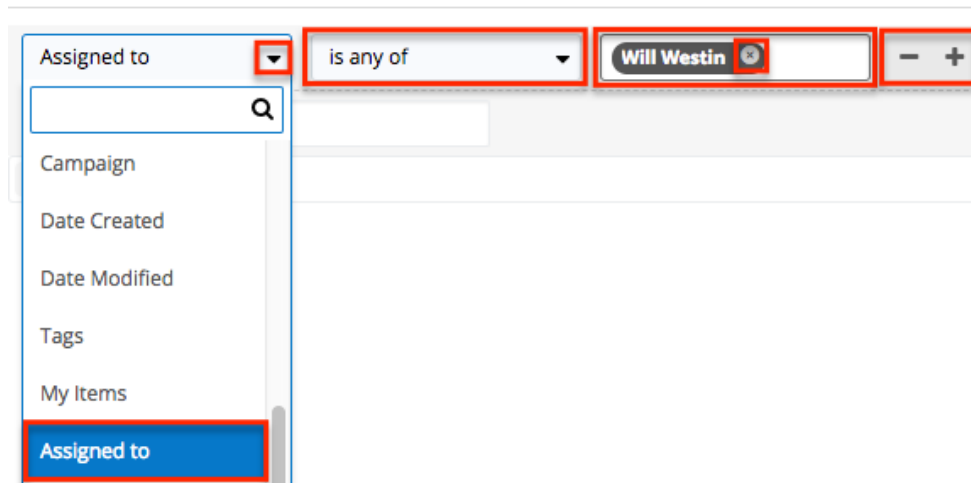 Assigned to is any of Will Westin
Campaign
Date Created
Date Modified
Tags
My Items
Assigned to